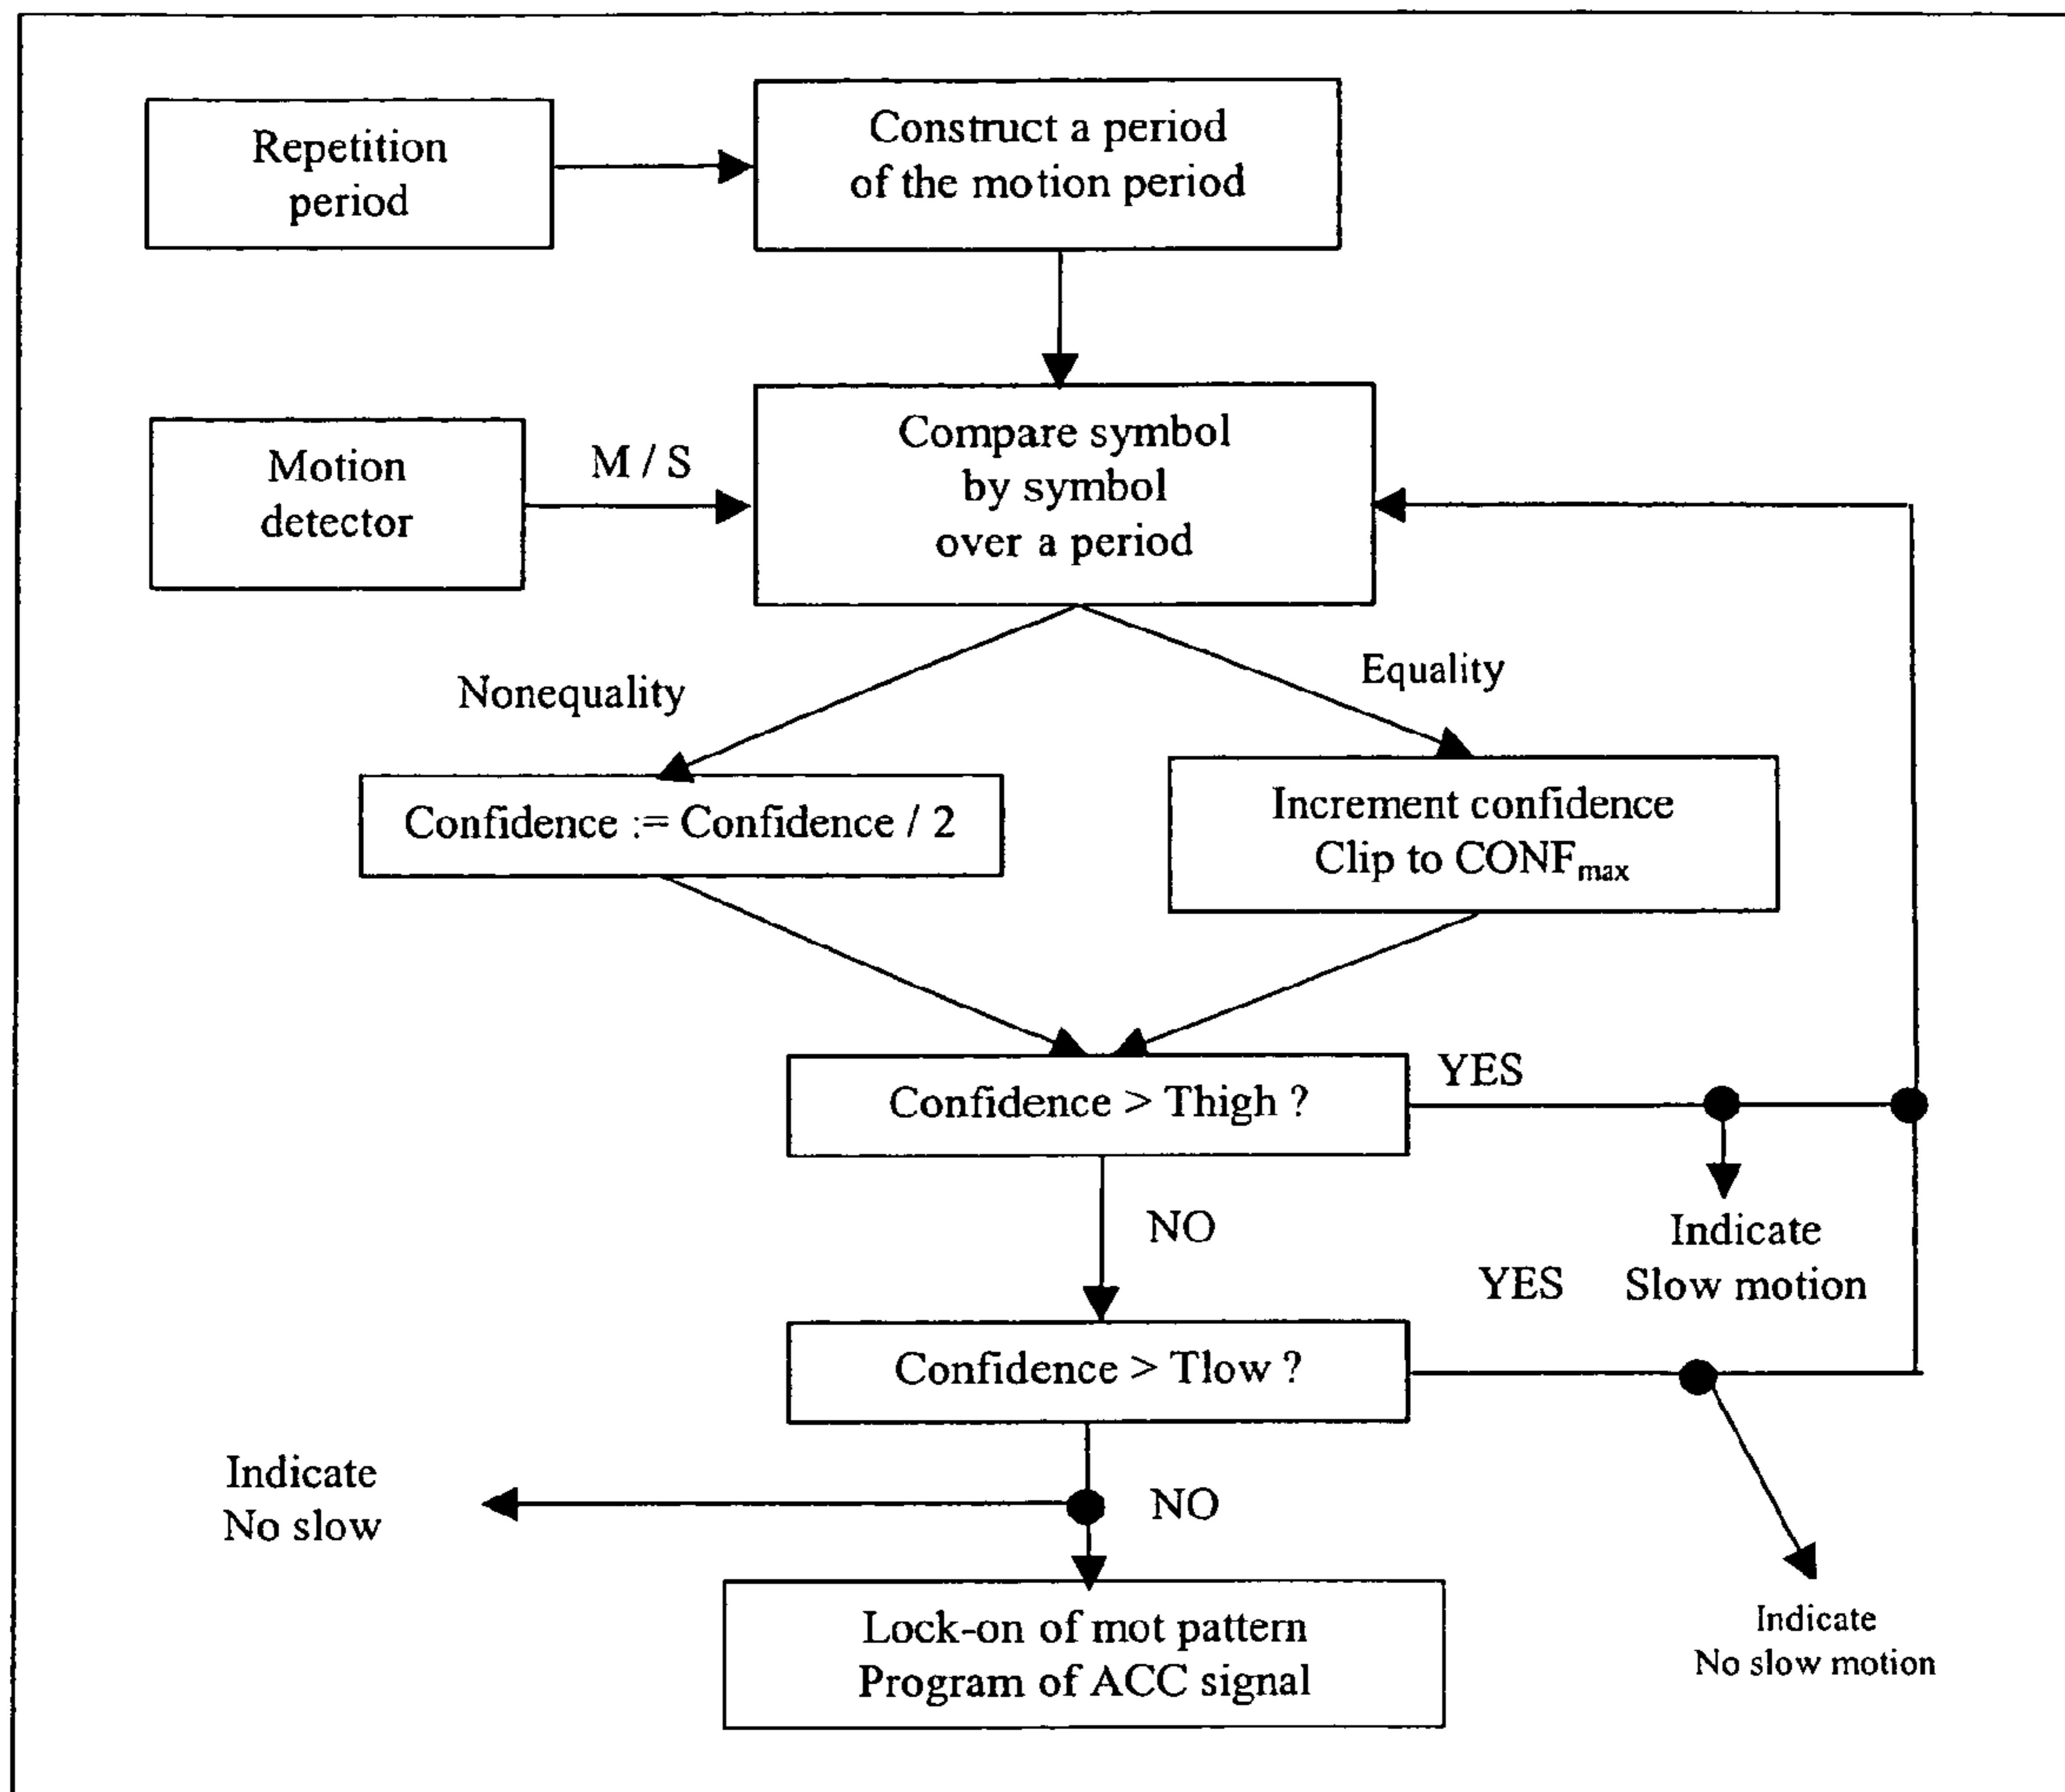 Repetition
period
Construct a period
of the motion period
Motion
detector
M / S
Compare symbol
by symbol
over a period
Nonequality
Equality
Confidence := Confidence / 2
Increment confidence
Clip to CONFmax
Confidence > Thigh ?
YES
NO
Indicate
Slow motion
YES
Confidence > Tlow ?
Indicate
No slow
NO
Lock-on of mot pattern
Program of ACC signal
Indicate
No slow motion